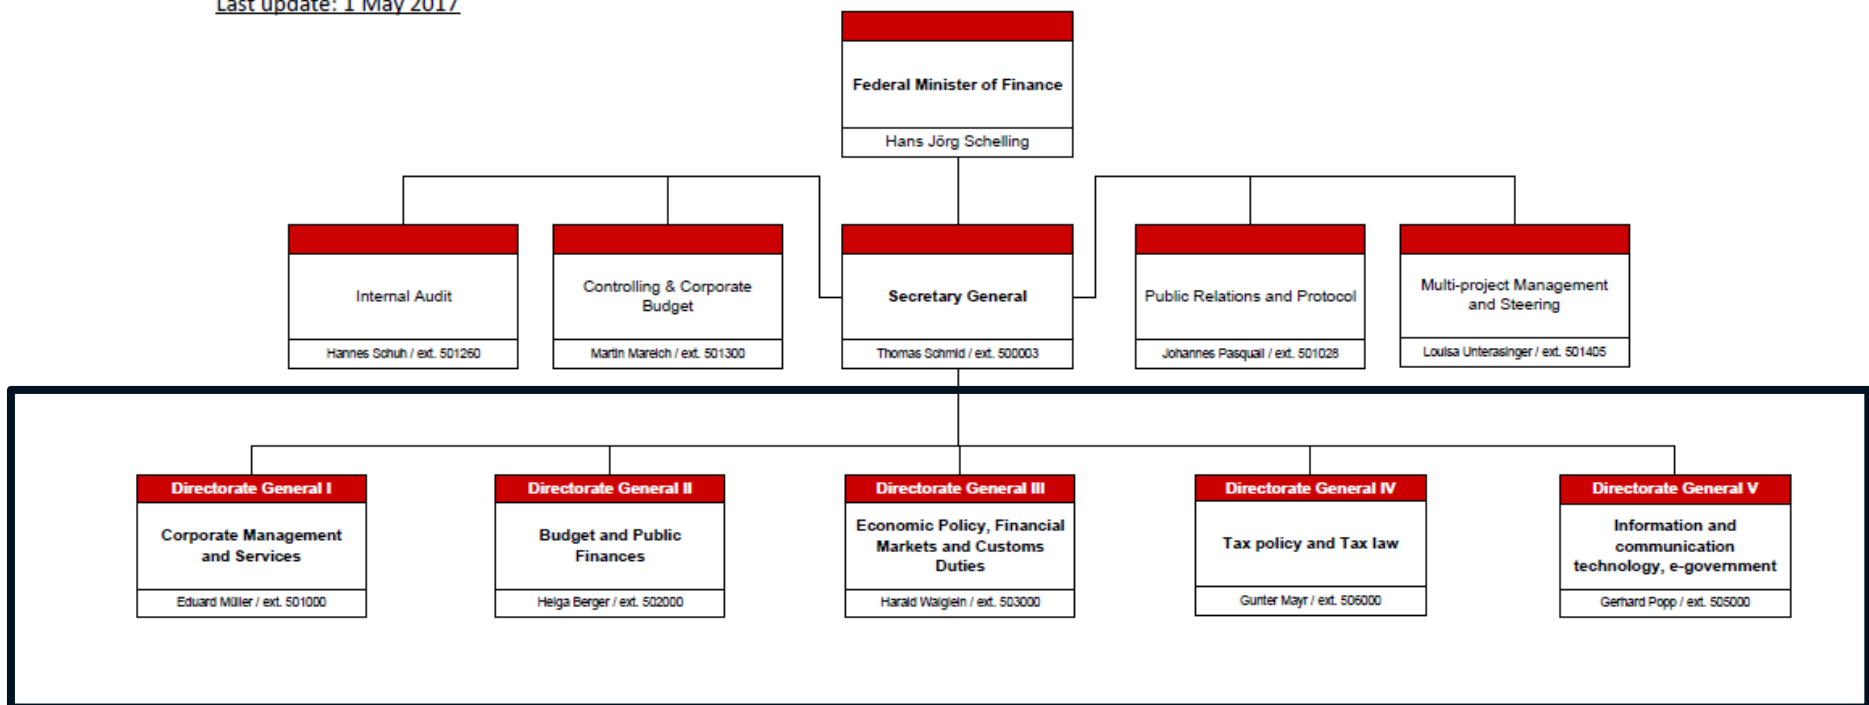 Last update: 1 May 2017
Federal Minister of Finance
Hans Jörg Schelling
Internal Audit
Hannes Schuh / ext. 501260
Controlling & Corporate
Budget
Martin Mareich / ext. 501300
Secretary General
Thomas Schmid / ext. 500003
Public Relations and Protocol
Johannes Pasquali / ext. 501028
Multi-project Management
and Steering
Louisa Unterasinger / ext. 501405
Directorate General I
Corporate Management
and Services
Eduard Müller / ext. 501000
Directorate General II
Budget and Public
Finances
Helga Berger / ext. 502000
Directorate General III
Economic Policy, Financial
Markets and Customs
Duties
Harald Waiglein / ext. 503000
Directorate General IV
Tax policy and Tax law
Gunter Mayr / ext. 506000
Directorate General V
Information and
communication
technology, e-government
Gerhard Popp / ext. 505000